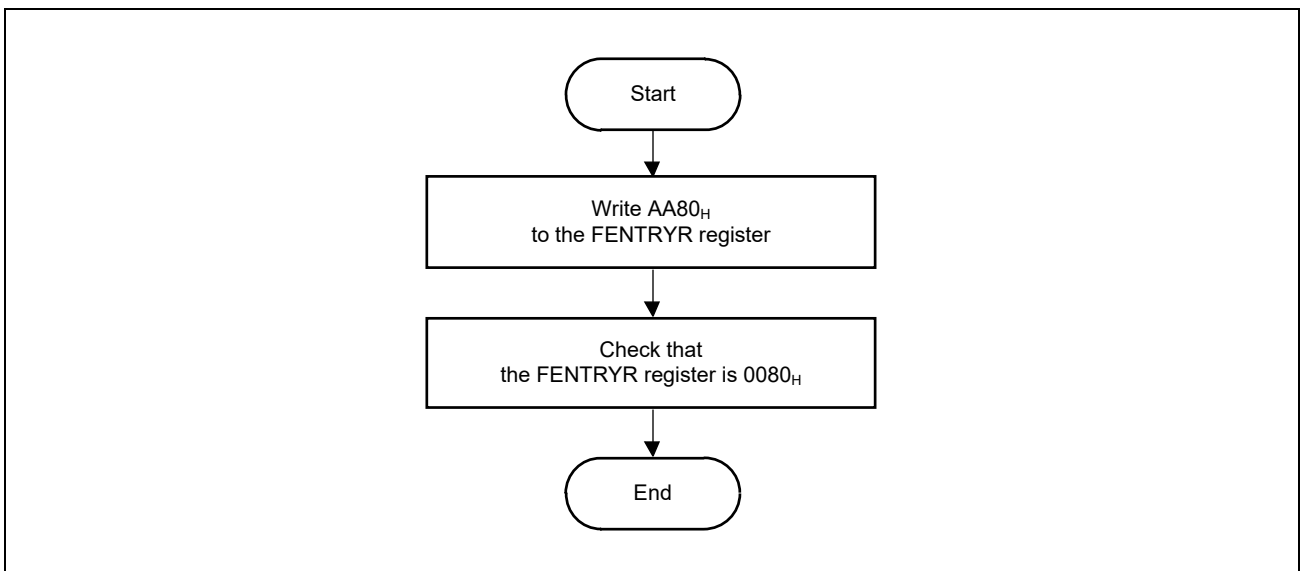 Start
Write AA80H
to the FENTRYR register
Check that
the FENTRYR register is 0080H
End